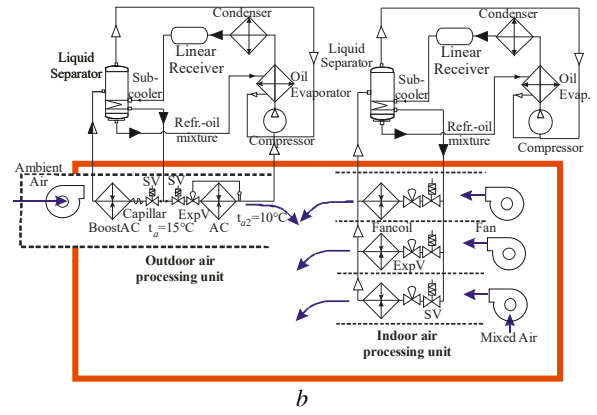 Condenser
Liquid
Separator
Linear
Receiver
Sub-
cooler
Oil
Evaporator
Refr.-oil
mixture
Compressor
Condenser
Liquid
Separator
Linear
Receiver
Sub-
cooler
Oil
Evap.
Refr.-oil
mixture
Compressor
Ambient
Air
SV SV
Capillar ExpV
BoostAC tₐ=15°C AC
tₐ₂=10°C
Outdoor air
processing unit
Fancoil
Fan
ExpV
SV
Mixed Air
Indoor air
processing unit
b